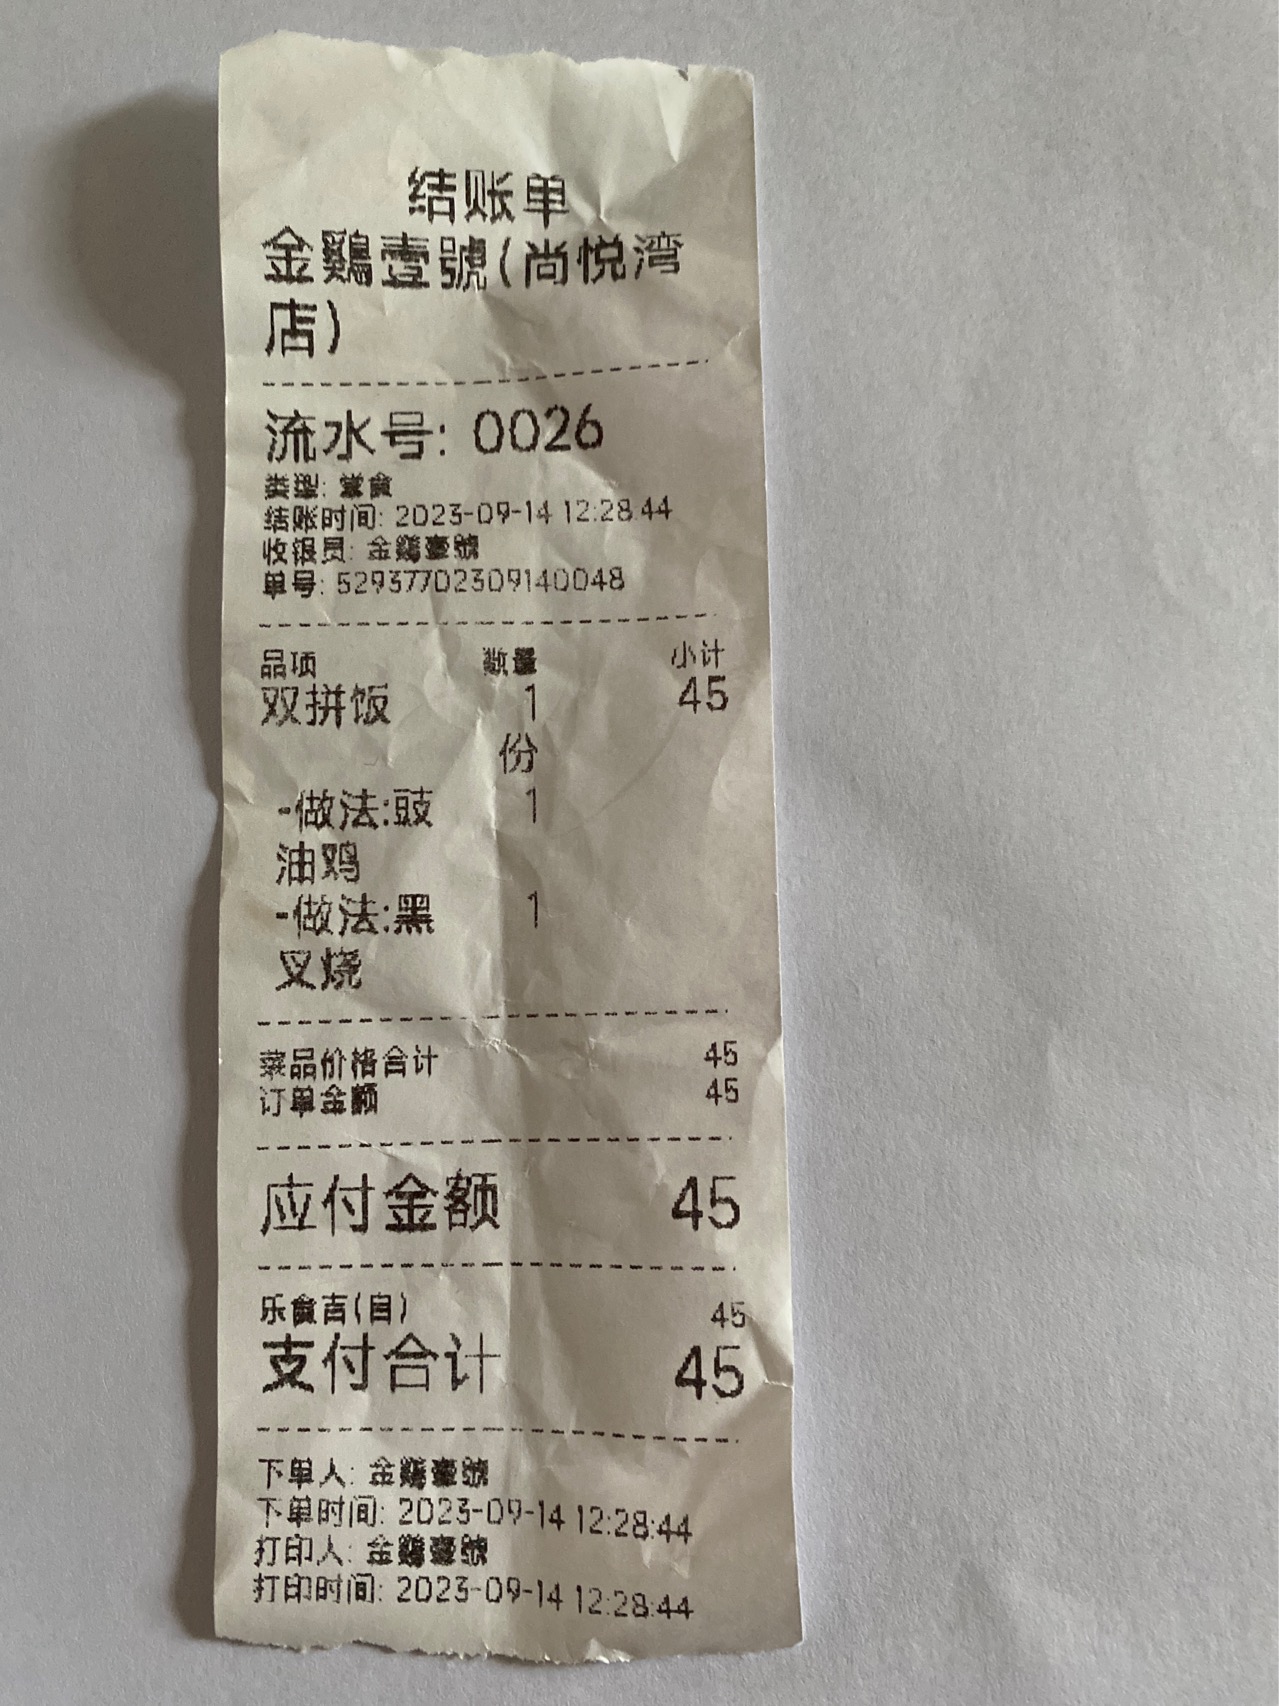 结账单
金鷄壹號(尚悦湾
店)
流水号: 0026
类型: 堂食
结账时间: 2023-09-14 12:28:44
收银员: 金鷄壹號
单号: 529377023091400​48
品项 数量 小计
双拼饭 1 45
份
-做法:豉 1
油鸡
-做法:黑 1
叉烧
菜品价格合计 45
订单金额 45
应付金额 45
乐食吉(自) 45
支付合计 45
下单人: 金鷄壹號
下单时间: 2023-09-14 12:28:44
打印人: 金鷄壹號
打印时间: 2023-09-14 12:28:44